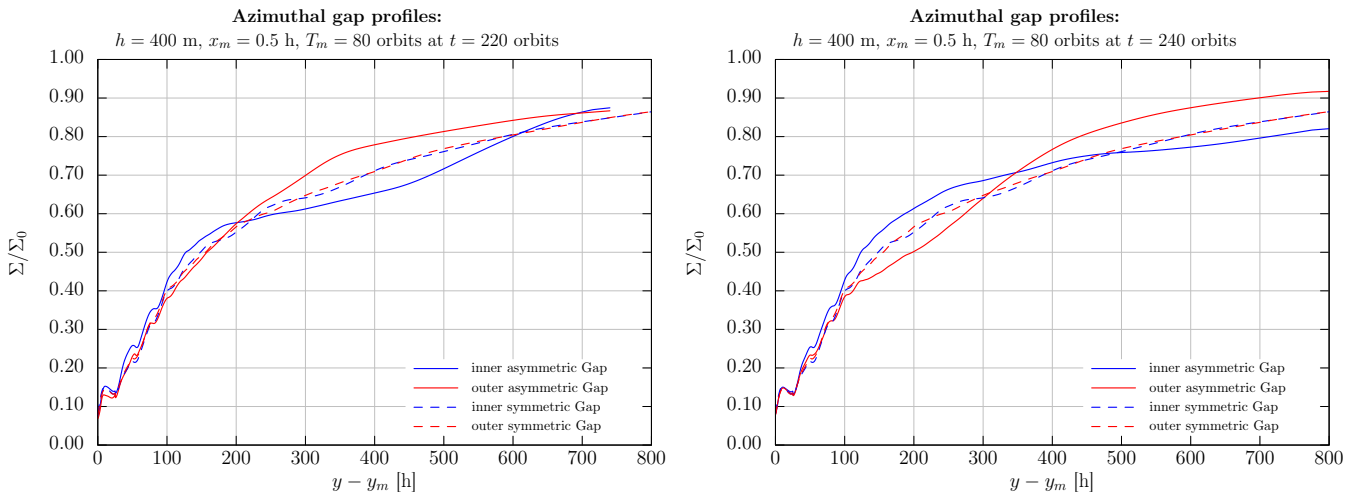 Azimuthal gap profiles:
h = 400 m, x_m = 0.5 h, T_m = 80 orbits at t = 220 orbits
1.00
0.90
0.80
0.70
0.60
0.50
0.40
0.30
0.20
0.10
0.00
Σ/Σ_0
0 100 200 300 400 500 600 700 800
y − y_m [h]
inner asymmetric Gap
outer asymmetric Gap
inner symmetric Gap
outer symmetric Gap
Azimuthal gap profiles:
h = 400 m, x_m = 0.5 h, T_m = 80 orbits at t = 240 orbits
1.00
0.90
0.80
0.70
0.60
0.50
0.40
0.30
0.20
0.10
0.00
Σ/Σ_0
0 100 200 300 400 500 600 700 800
y − y_m [h]
inner asymmetric Gap
outer asymmetric Gap
inner symmetric Gap
outer symmetric Gap